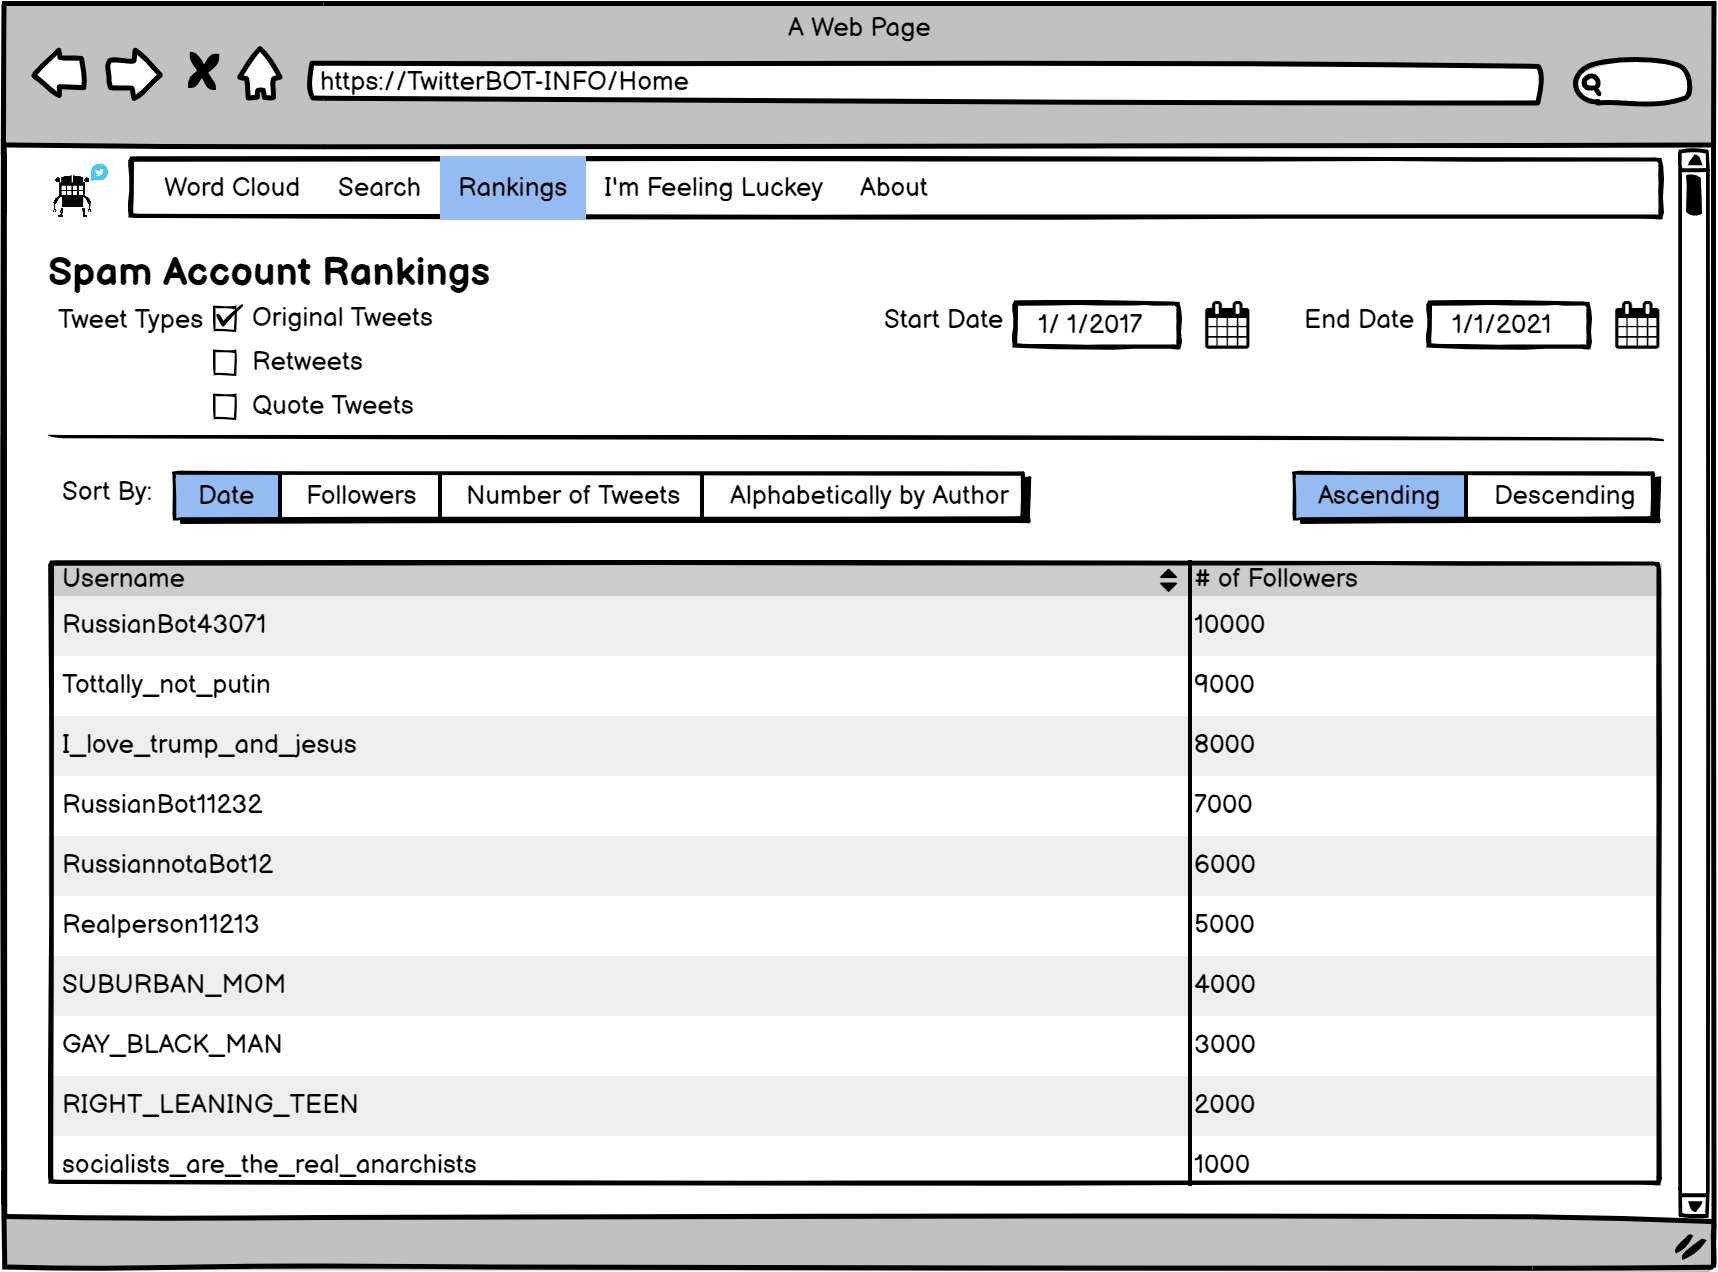 A Web Page
https://TwitterBOT-INFO/Home
Word Cloud Search Rankings I'm Feeling Luckey About
Spam Account Rankings
Tweet Types Original Tweets Start Date 1/ 1/2017 End Date 1/1/2021
Retweets
Quote Tweets
Sort By: Date Followers Number of Tweets Alphabetically by Author Ascending Descending
Username # of Followers
RussianBot43071 10000
Tottally_not_putin 9000
I_love_trump_and_jesus 8000
RussianBot11232 7000
RussiannotaBot12 6000
Realperson11213 5000
SUBURBAN_MOM 4000
GAY_BLACK_MAN 3000
RIGHT_LEANING_TEEN 2000
socialists_are_the_real_anarchists 1000